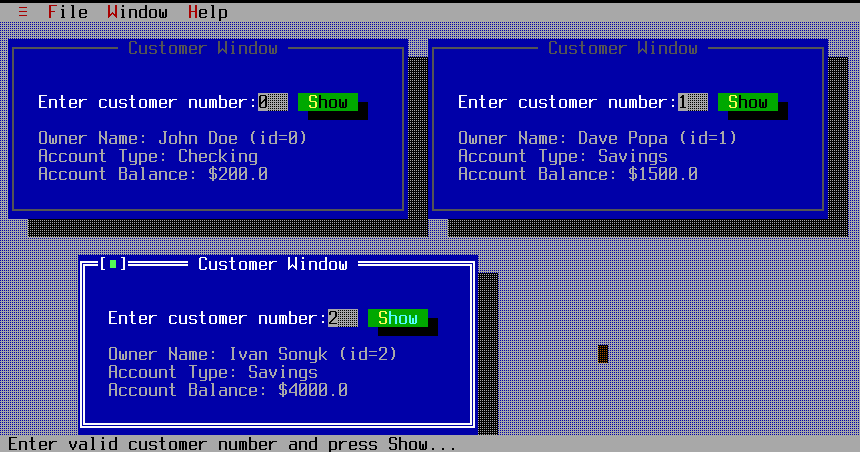 ≡ File Window Help
Customer Window
Enter customer number:0 Show
Owner Name: John Doe (id=0)
Account Type: Checking
Account Balance: $200.0
Customer Window
Enter customer number:1 Show
Owner Name: Dave Popa (id=1)
Account Type: Savings
Account Balance: $1500.0
[■] Customer Window
Enter customer number:2 Show
Owner Name: Ivan Sonyk (id=2)
Account Type: Savings
Account Balance: $4000.0
Enter valid customer number and press Show...